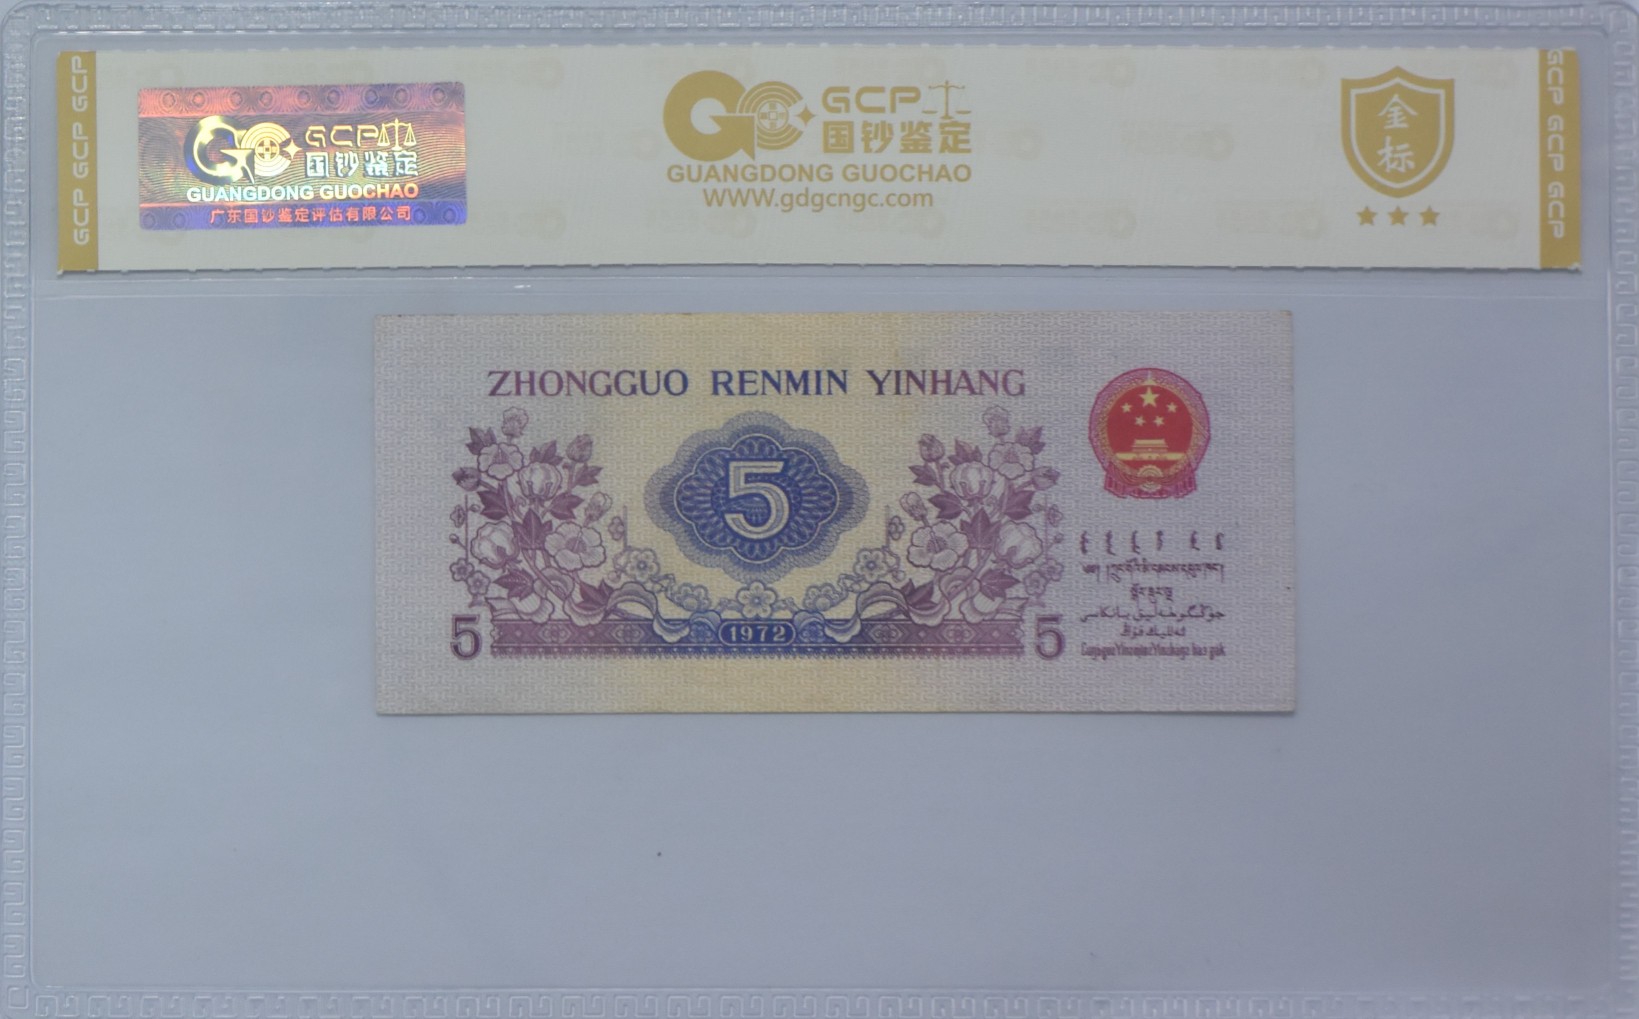 GCP GCP GCP
GCP
国钞鉴定
GUANGDONG GUOCHAO
广东国钞鉴定评估有限公司
GCP
国钞鉴定
GUANGDONG GUOCHAO
WWW.gdgcngc.com
金标
GCP GCP GCP
ZHONGGUO RENMIN YINHANG
5
5
1972
5